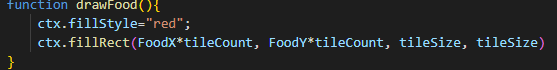 function drawFood(){
ctx.fillStyle="red";
ctx.fillRect(FoodX*tileCount, FoodY*tileCount, tileSize, tileSize)
}